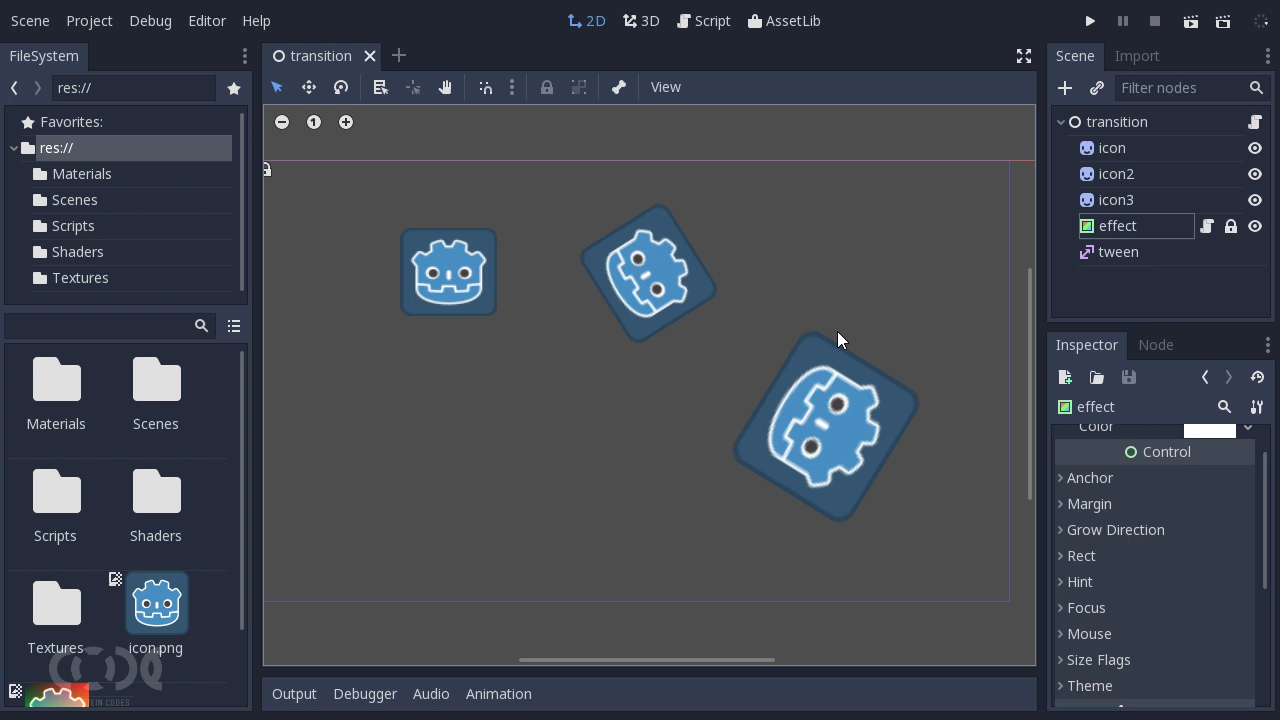 Scene Project Debug Editor Help
2D 3D Script AssetLib
FileSystem
transition
Scene Import
res://
View
Filter nodes
Favorites:
res://
Materials
Scenes
Scripts
Shaders
Textures
1
transition
icon
icon2
icon3
effect
tween
Inspector Node
effect
Color
Control
Anchor
Margin
Grow Direction
Rect
Hint
Focus
Mouse
Size Flags
Theme
Materials Scenes
Scripts Shaders
Textures icon.png
Output Debugger Audio Animation